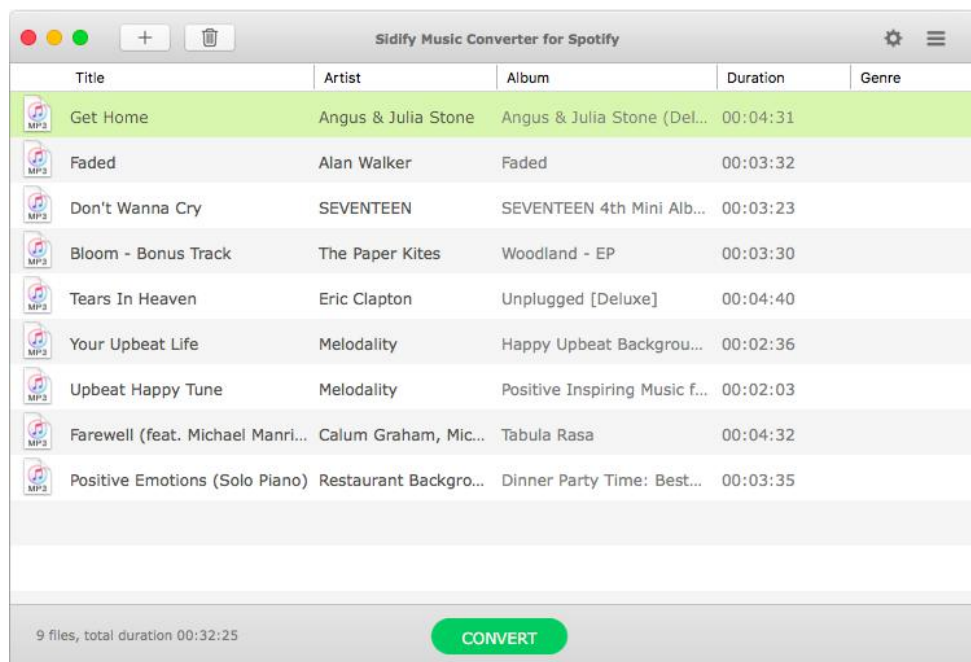 Sidify Music Converter for Spotify
Title Artist Album Duration Genre
MP3 Get Home Angus & Julia Stone Angus & Julia Stone (Del... 00:04:31
MP3 Faded Alan Walker Faded 00:03:32
MP3 Don't Wanna Cry SEVENTEEN SEVENTEEN 4th Mini Alb... 00:03:23
MP3 Bloom - Bonus Track The Paper Kites Woodland - EP 00:03:30
MP3 Tears In Heaven Eric Clapton Unplugged [Deluxe] 00:04:40
MP3 Your Upbeat Life Melodality Happy Upbeat Backgrou... 00:02:36
MP3 Upbeat Happy Tune Melodality Positive Inspiring Music f... 00:02:03
MP3 Farewell (feat. Michael Manri... Calum Graham, Mic... Tabula Rasa 00:04:32
MP3 Positive Emotions (Solo Piano) Restaurant Backgro... Dinner Party Time: Best... 00:03:35
9 files, total duration 00:32:25 CONVERT